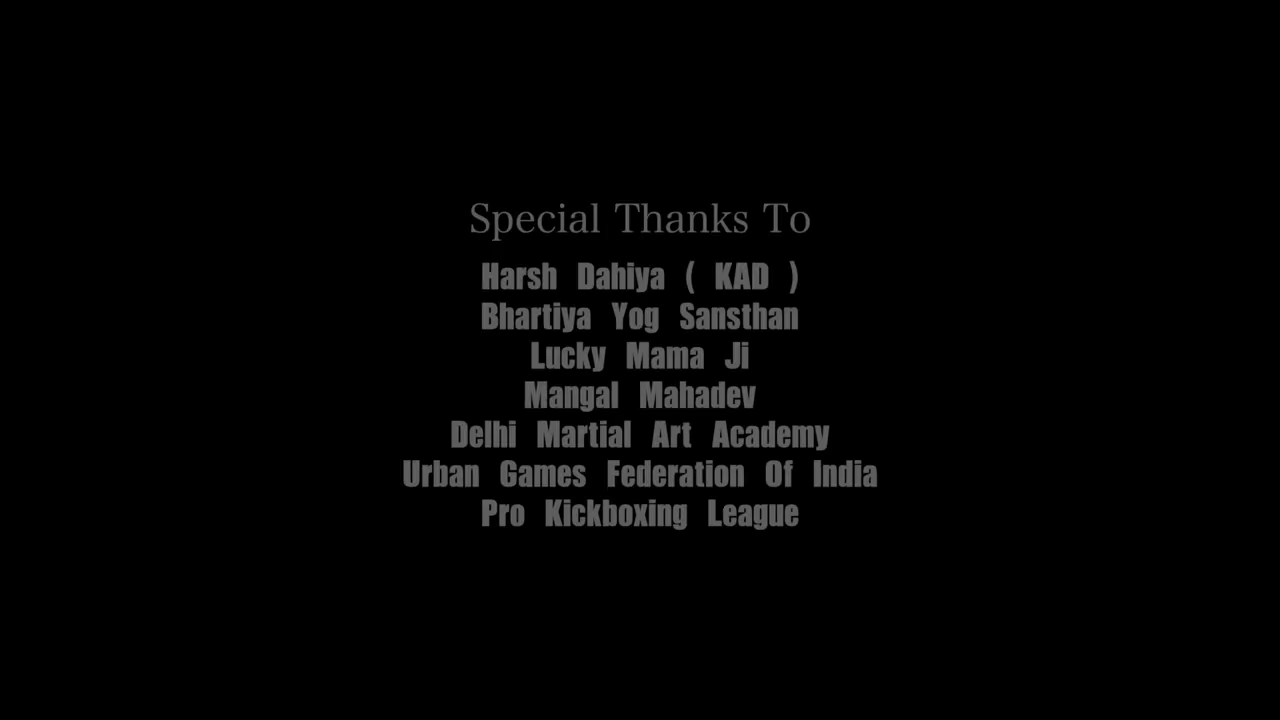 Special Thanks To
Harsh Dahiya ( KAD )
Bhartiya Yog Sansthan
Lucky Mama Ji
Mangal Mahadev
Delhi Martial Art Academy
Urban Games Federation Of India
Pro Kickboxing League